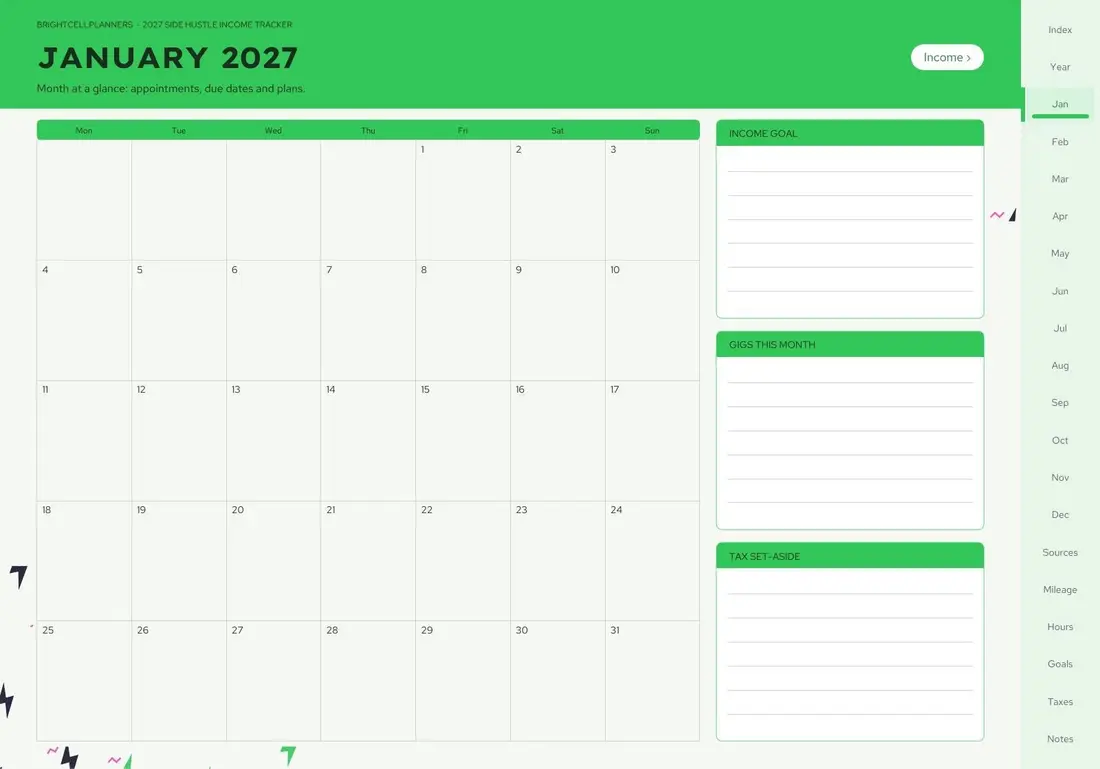 BRIGHTCELLPLANNERS · 2027 SIDE HUSTLE INCOME TRACKER
JANUARY 2027
Month at a glance: appointments, due dates and plans.
Income ›
Mon Tue Wed Thu Fri Sat Sun
1 2 3
4 5 6 7 8 9 10
11 12 13 14 15 16 17
18 19 20 21 22 23 24
25 26 27 28 29 30 31
INCOME GOAL
GIGS THIS MONTH
TAX SET-ASIDE
Index
Year
Jan
Feb
Mar
Apr
May
Jun
Jul
Aug
Sep
Oct
Nov
Dec
Sources
Mileage
Hours
Goals
Taxes
Notes